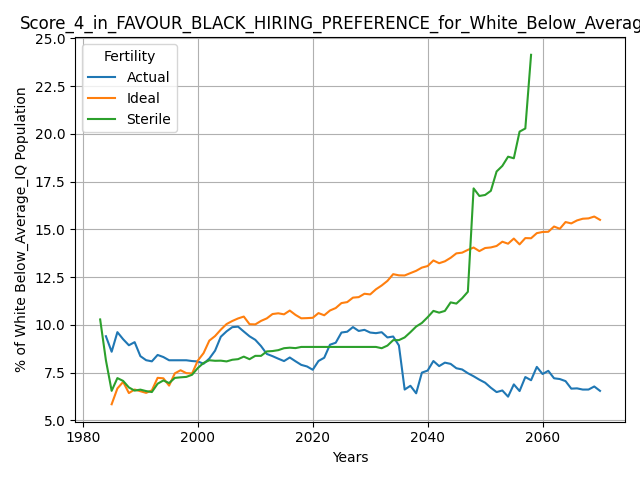 Score_4_in_FAVOUR_BLACK_HIRING_PREFERENCE_for_White_Below_Averag
25.0
22.5
20.0
17.5
15.0
12.5
10.0
7.5
5.0
% of White Below_Average_IQ Population
Fertility
Actual
Ideal
Sterile
1980
2000
2020
2040
2060
Years